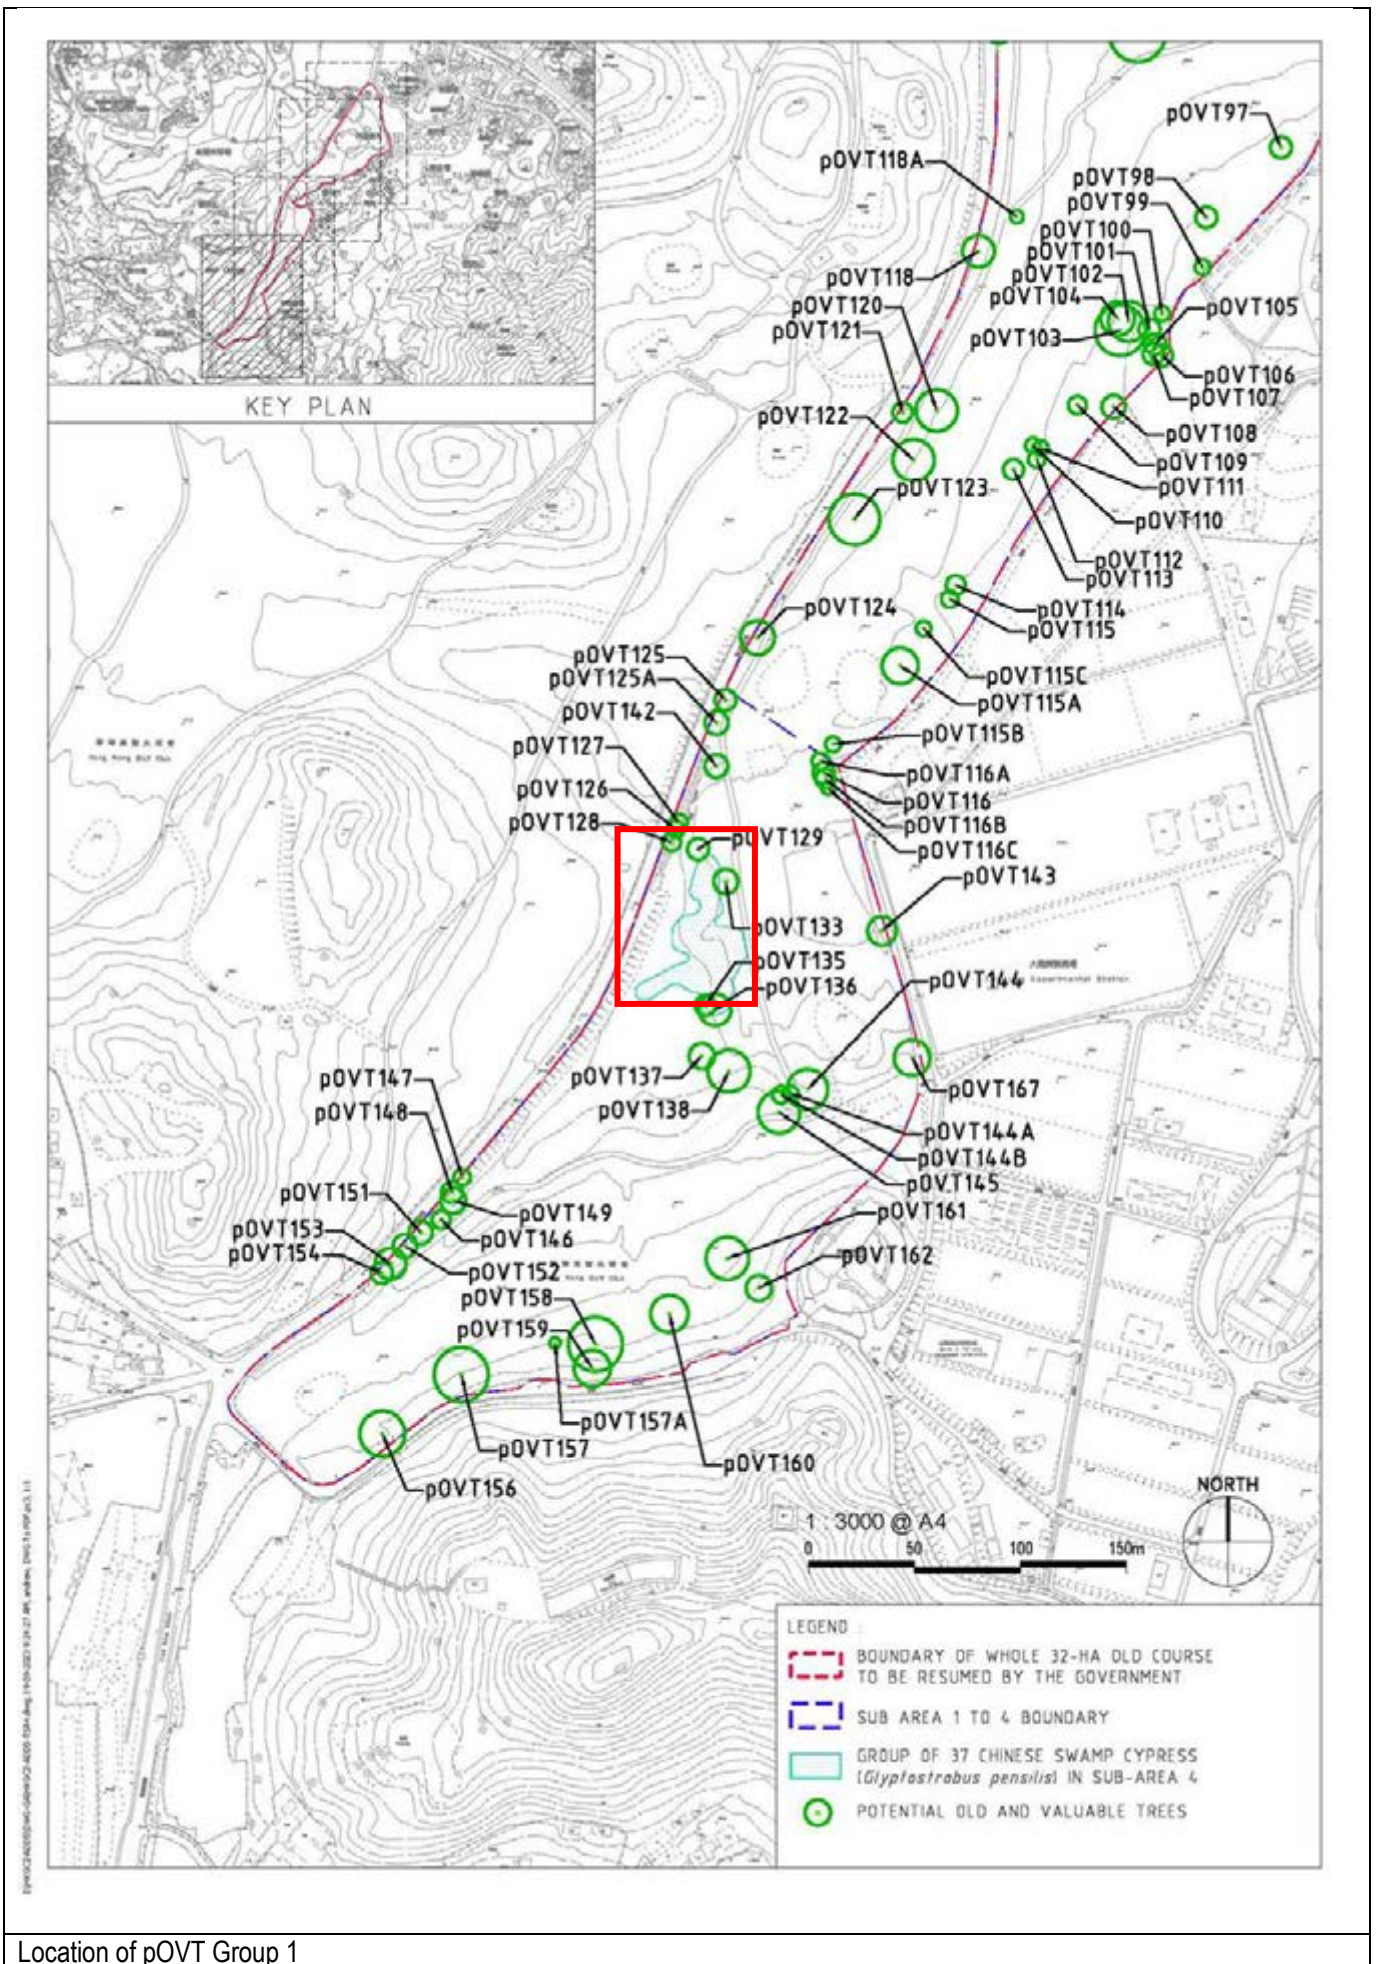 KEY PLAN
pOVT97
pOVT118A
pOVT98
pOVT99
pOVT100
pOVT101
pOVT118
pOVT102
pOVT104
pOVT120
pOVT105
pOVT121
pOVT103
pOVT106
pOVT107
pOVT122
pOVT108
pOVT109
pOVT123
pOVT111
pOVT110
pOVT112
pOVT113
pOVT124
pOVT114
pOVT115
pOVT125
pOVT125A
pOVT115C
pOVT115A
pOVT142
pOVT115B
pOVT127
pOVT116A
pOVT126
pOVT116
pOVT128
pOVT116B
pOVT129
pOVT116C
pOVT143
pOVT133
pOVT135
Experimental Station
pOVT144
pOVT136
pOVT147
pOVT137
pOVT167
pOVT138
pOVT148
pOVT144A
pOVT144B
pOVT145
pOVT151
pOVT149
pOVT161
pOVT153
pOVT146
pOVT154
pOVT162
pOVT152
pOVT158
pOVT159
pOVT157A
pOVT157
pOVT160
pOVT156
NORTH
1 : 3000 @ A4
0 50 100 150m
LEGEND :
BOUNDARY OF WHOLE 32-HA OLD COURSE
TO BE RESUMED BY THE GOVERNMENT
SUB AREA 1 TO 4 BOUNDARY
GROUP OF 37 CHINESE SWAMP CYPRESS
(Glyptostrobus pensilis) IN SUB-AREA 4
POTENTIAL OLD AND VALUABLE TREES
Location of pOVT Group 1